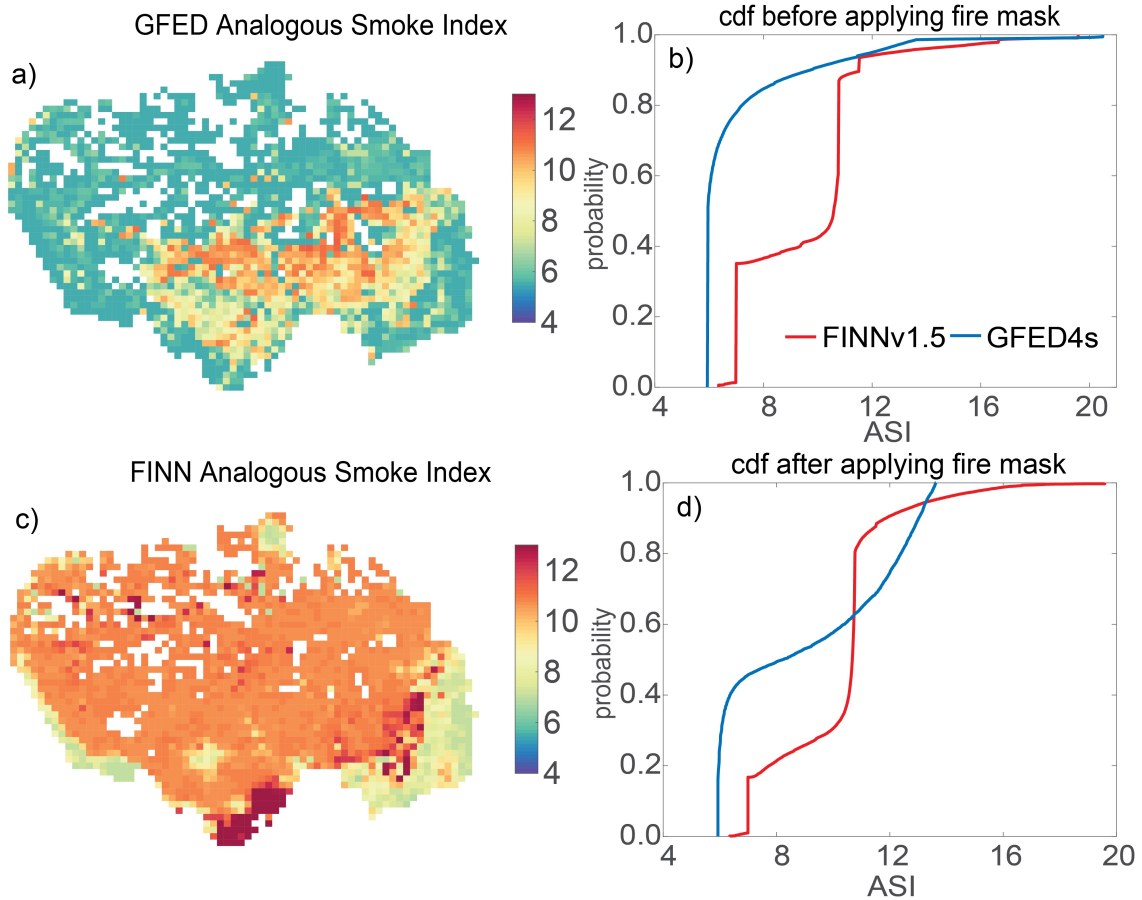 GFED Analogous Smoke Index
a)
12
10
8
6
4
cdf before applying fire mask
b)
1.0
0.8
0.6
0.4
0.2
0.0
probability
FINNv1.5 GFED4s
4 8 12 16 20
ASI
FINN Analogous Smoke Index
c)
12
10
8
6
4
cdf after applying fire mask
d)
1.0
0.8
0.6
0.4
0.2
0.0
probability
4 8 12 16 20
ASI